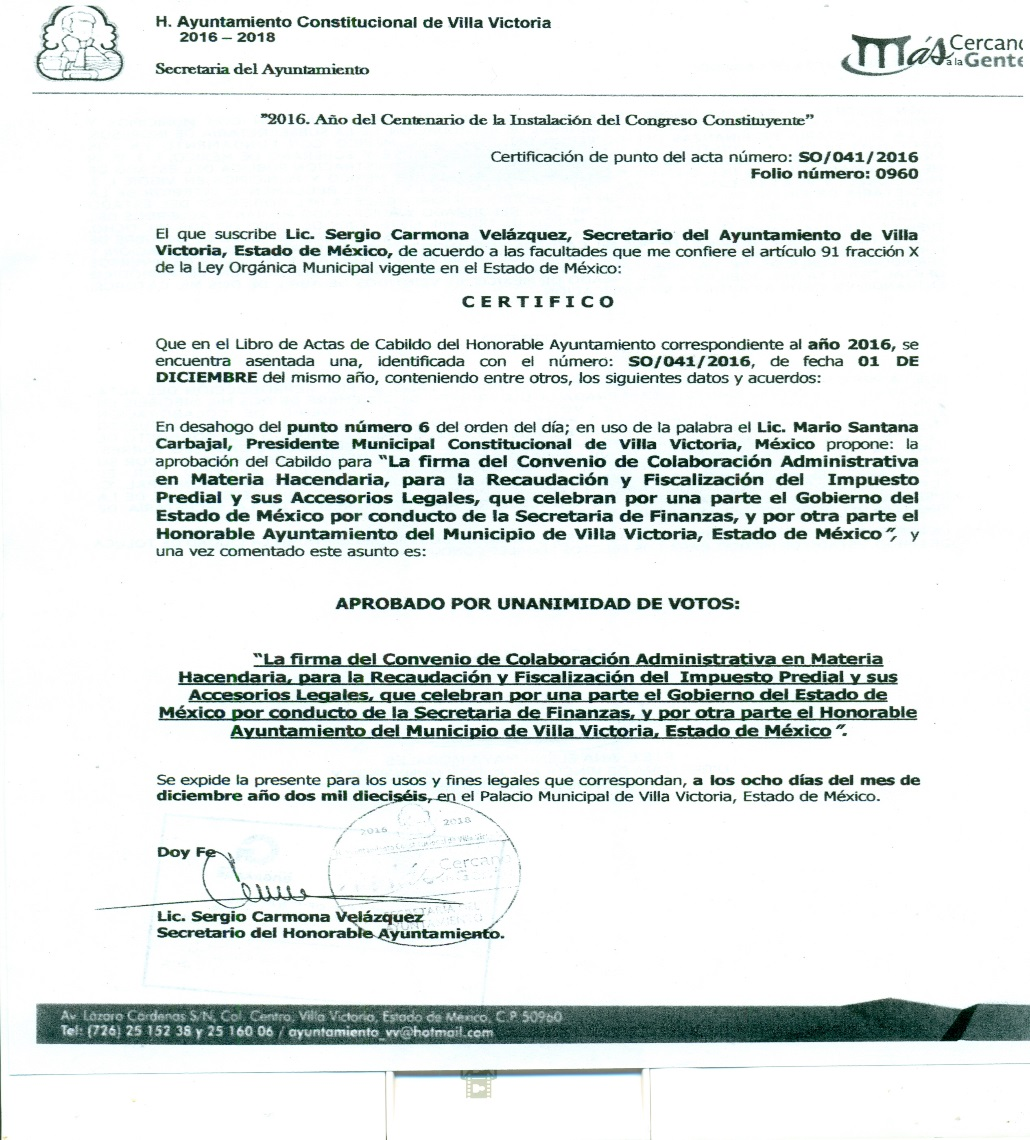 H. Ayuntamiento Constitucional de Villa Victoria
2016 – 2018
Secretaria del Ayuntamiento
Más Cercano
a la Gente
"2016. Año del Centenario de la Instalación del Congreso Constituyente"
Certificación de punto del acta número: SO/041/2016
Folio número: 0960
El que suscribe Lic. Sergio Carmona Velázquez, Secretario del Ayuntamiento de Villa
Victoria, Estado de México, de acuerdo a las facultades que me confiere el artículo 91 fracción X
de la Ley Orgánica Municipal vigente en el Estado de México:
C E R T I F I C O
Que en el Libro de Actas de Cabildo del Honorable Ayuntamiento correspondiente al año 2016, se
encuentra asentada una, identificada con el número: SO/041/2016, de fecha 01 DE
DICIEMBRE del mismo año, conteniendo entre otros, los siguientes datos y acuerdos:
En desahogo del punto número 6 del orden del día; en uso de la palabra el Lic. Mario Santana
Carbajal, Presidente Municipal Constitucional de Villa Victoria, México propone: la
aprobación del Cabildo para "La firma del Convenio de Colaboración Administrativa
en Materia Hacendaria, para la Recaudación y Fiscalización del Impuesto
Predial y sus Accesorios Legales, que celebran por una parte el Gobierno del
Estado de México por conducto de la Secretaria de Finanzas, y por otra parte el
Honorable Ayuntamiento del Municipio de Villa Victoria, Estado de México", y
una vez comentado este asunto es:
APROBADO POR UNANIMIDAD DE VOTOS:
"La firma del Convenio de Colaboración Administrativa en Materia
Hacendaria, para la Recaudación y Fiscalización del Impuesto Predial y sus
Accesorios Legales, que celebran por una parte el Gobierno del Estado de
México por conducto de la Secretaria de Finanzas, y por otra parte el Honorable
Ayuntamiento del Municipio de Villa Victoria, Estado de México".
Se expide la presente para los usos y fines legales que correspondan, a los ocho días del mes de
diciembre año dos mil dieciséis, en el Palacio Municipal de Villa Victoria, Estado de México.
2016 2018
Cercano
Doy Fe
Lic. Sergio Carmona Velázquez
Secretario del Honorable Ayuntamiento.
Av. Lázaro Cárdenas S/N, Col. Centro, Villa Victoria, Estado de México, C.P. 50960
Tel: (726) 25 152 38 y 25 160 06 / ayuntamiento_vv@hotmail.com